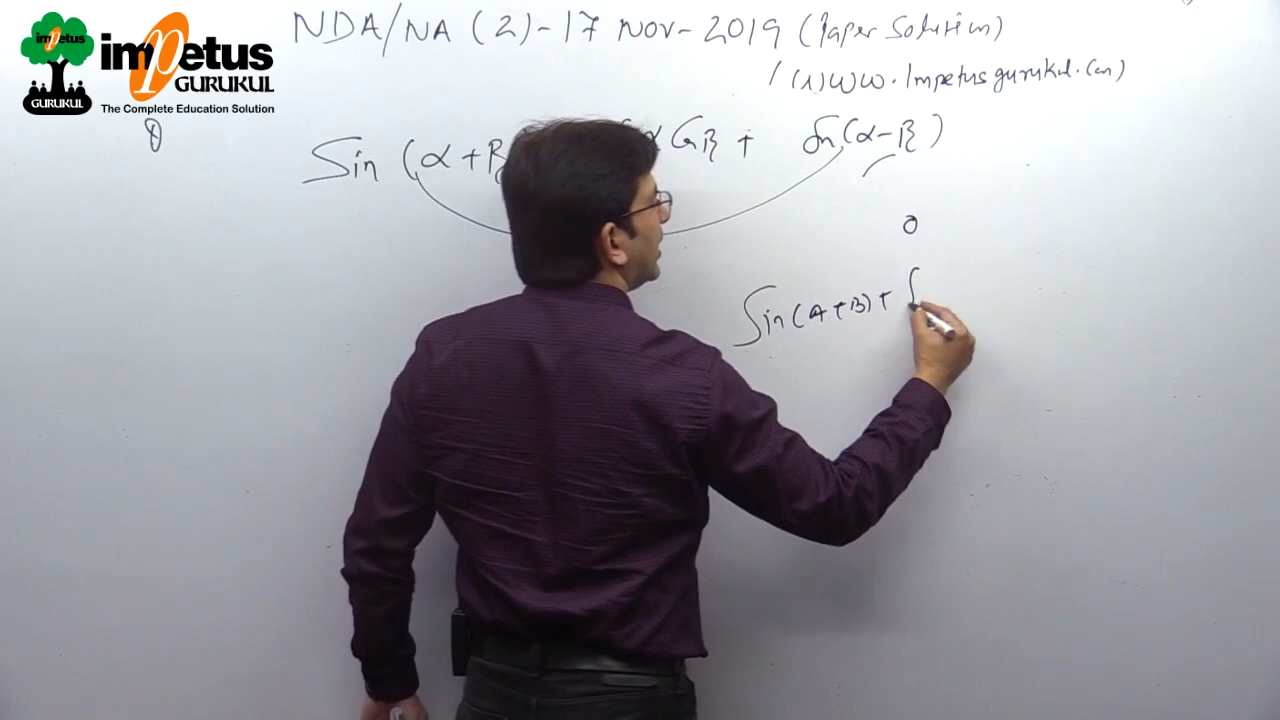 impetus
GURUKUL
impetus
GURUKUL
The Complete Education Solution
NDA/NA (2)-17 Nov-2019 (Paper Solution)
www.Impetusgurukul.com)
Sin (α+β
α Cosβ + Sin(α-β)
0
Sin(A+B)+